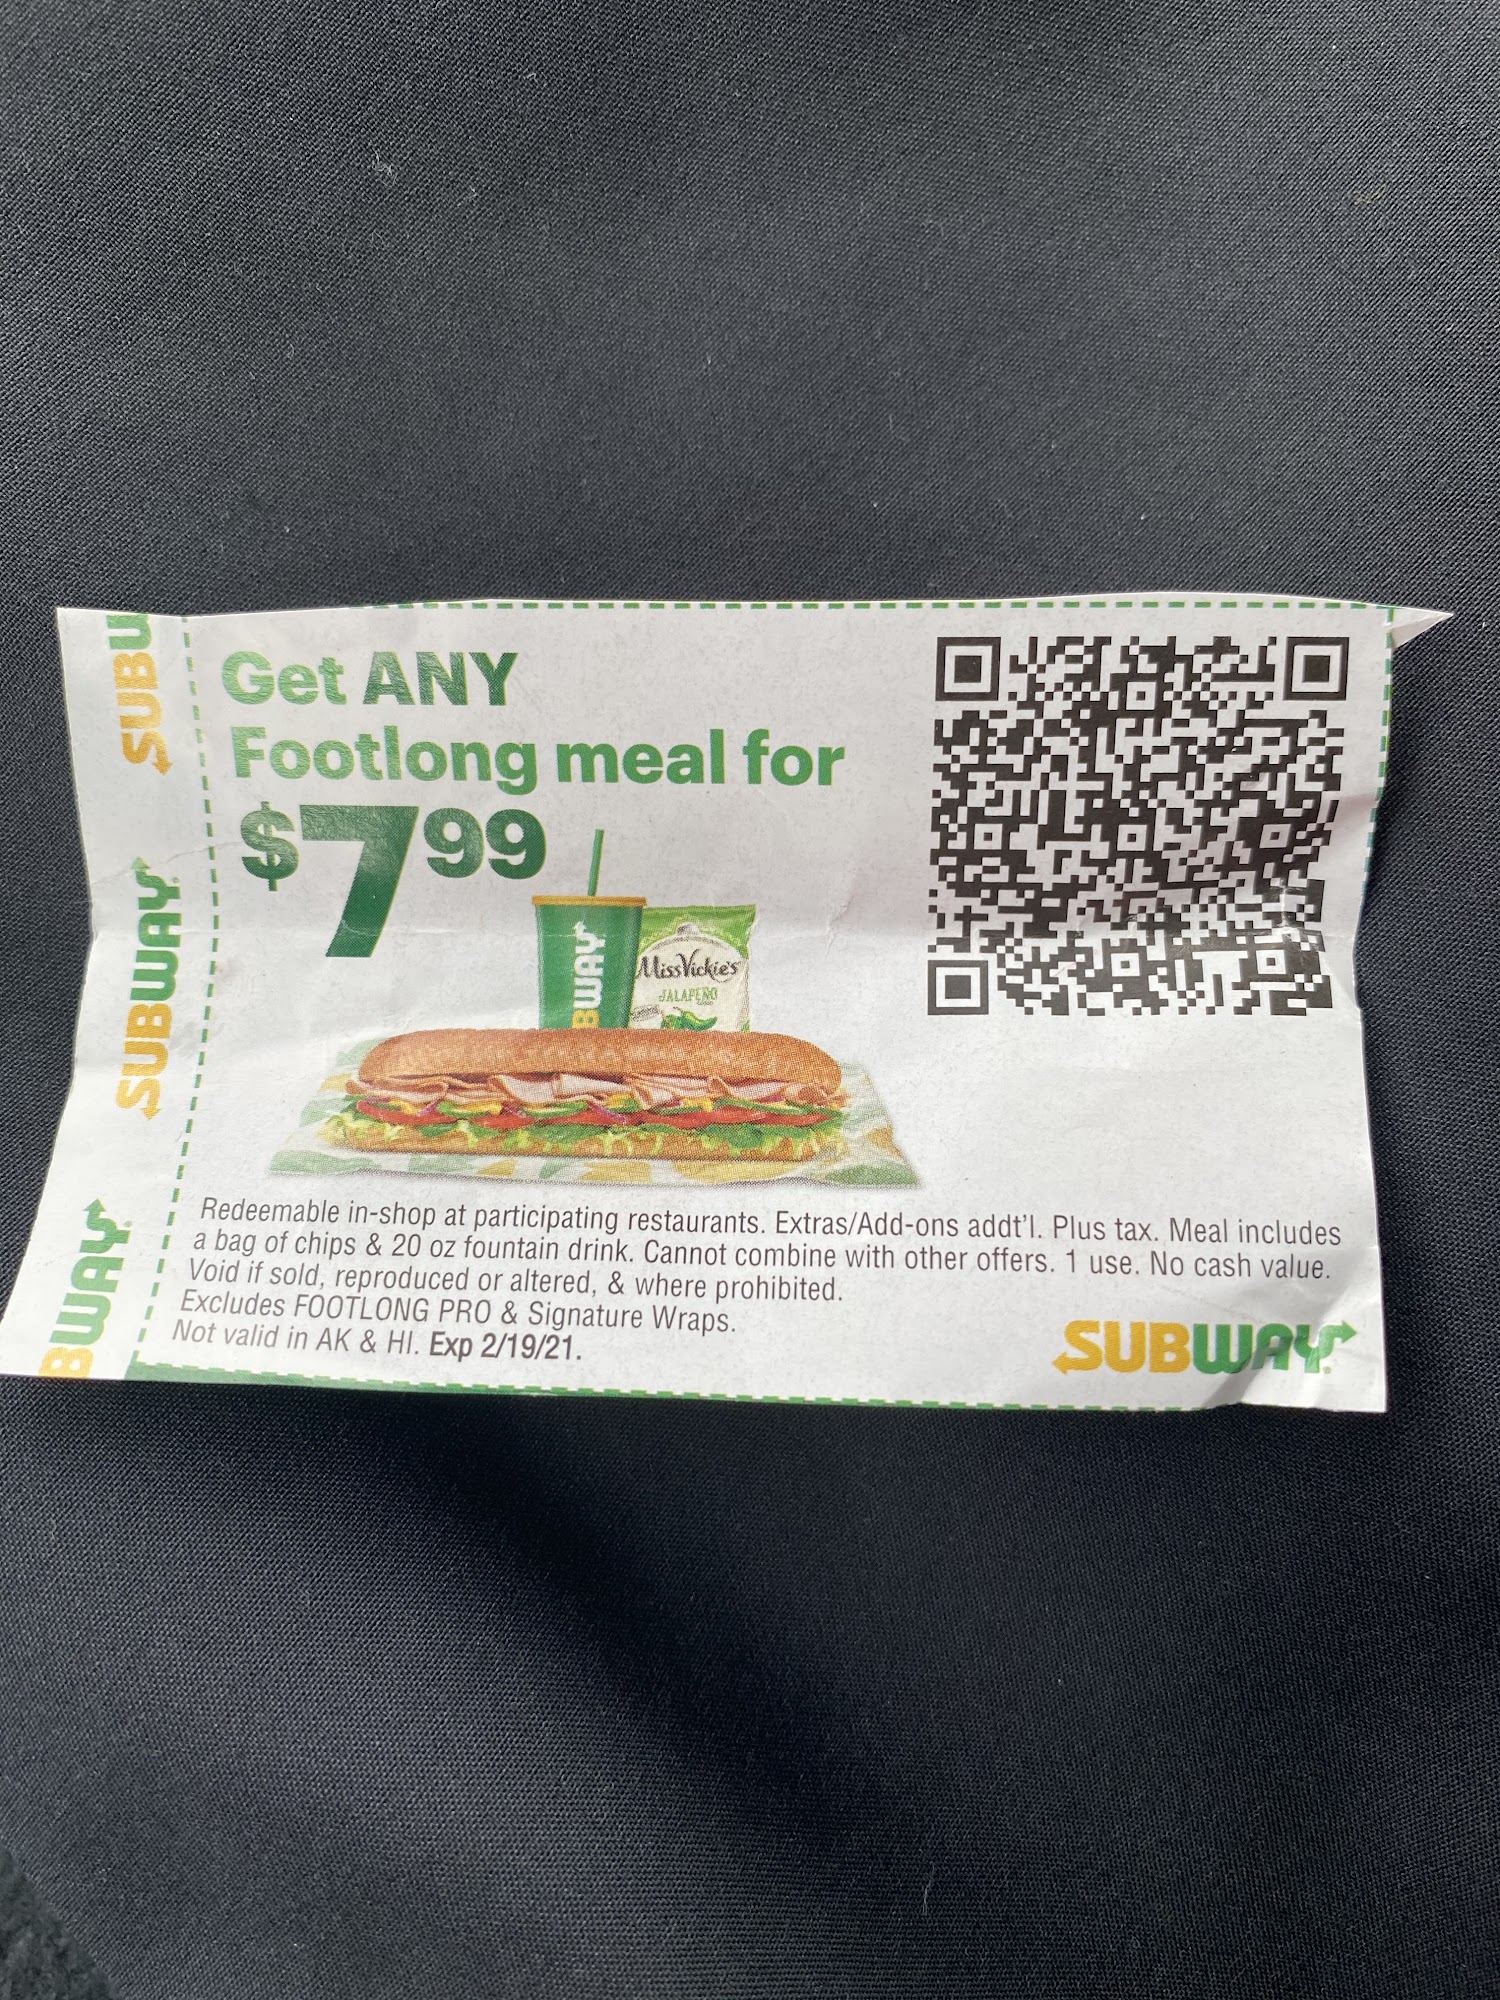 Get ANY
Footlong meal for
$7⁹⁹
SUBWAY
Miss Vickie's
JALAPEÑO
Redeemable in-shop at participating restaurants. Extras/Add-ons addt'l. Plus tax. Meal includes
a bag of chips & 20 oz fountain drink. Cannot combine with other offers. 1 use. No cash value.
Void if sold, reproduced or altered, & where prohibited.
Excludes FOOTLONG PRO & Signature Wraps.
Not valid in AK & HI. Exp 2/19/21.
SUBWAY
SUBW
BWAY
BWAY